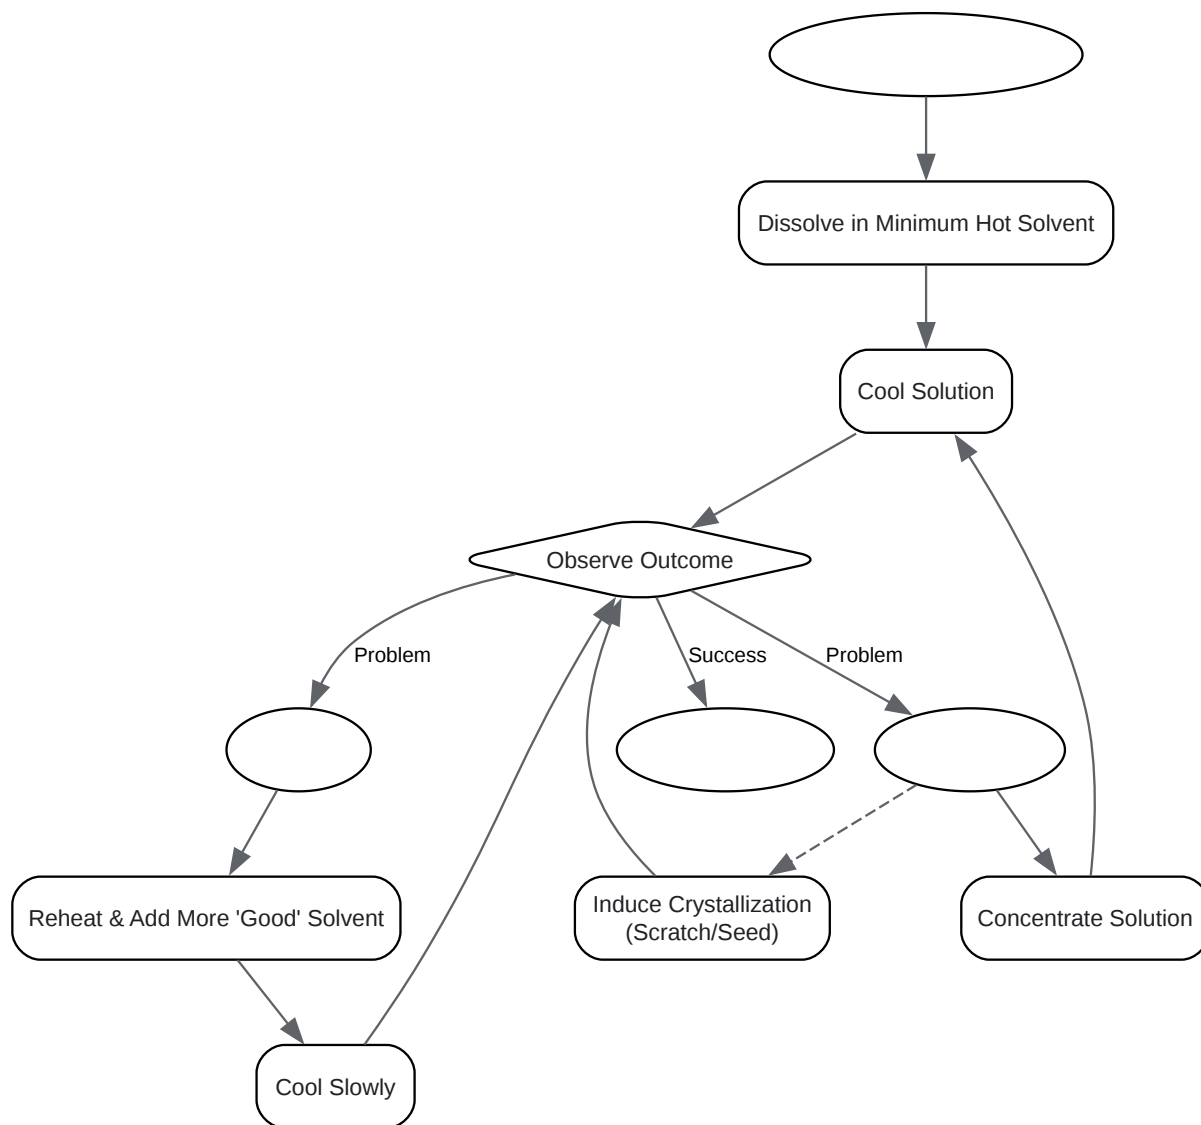 Dissolve in Minimum Hot Solvent
Cool Solution
Observe Outcome
Problem
Success
Problem
Reheat & Add More 'Good' Solvent
Induce Crystallization
(Scratch/Seed)
Concentrate Solution
Cool Slowly